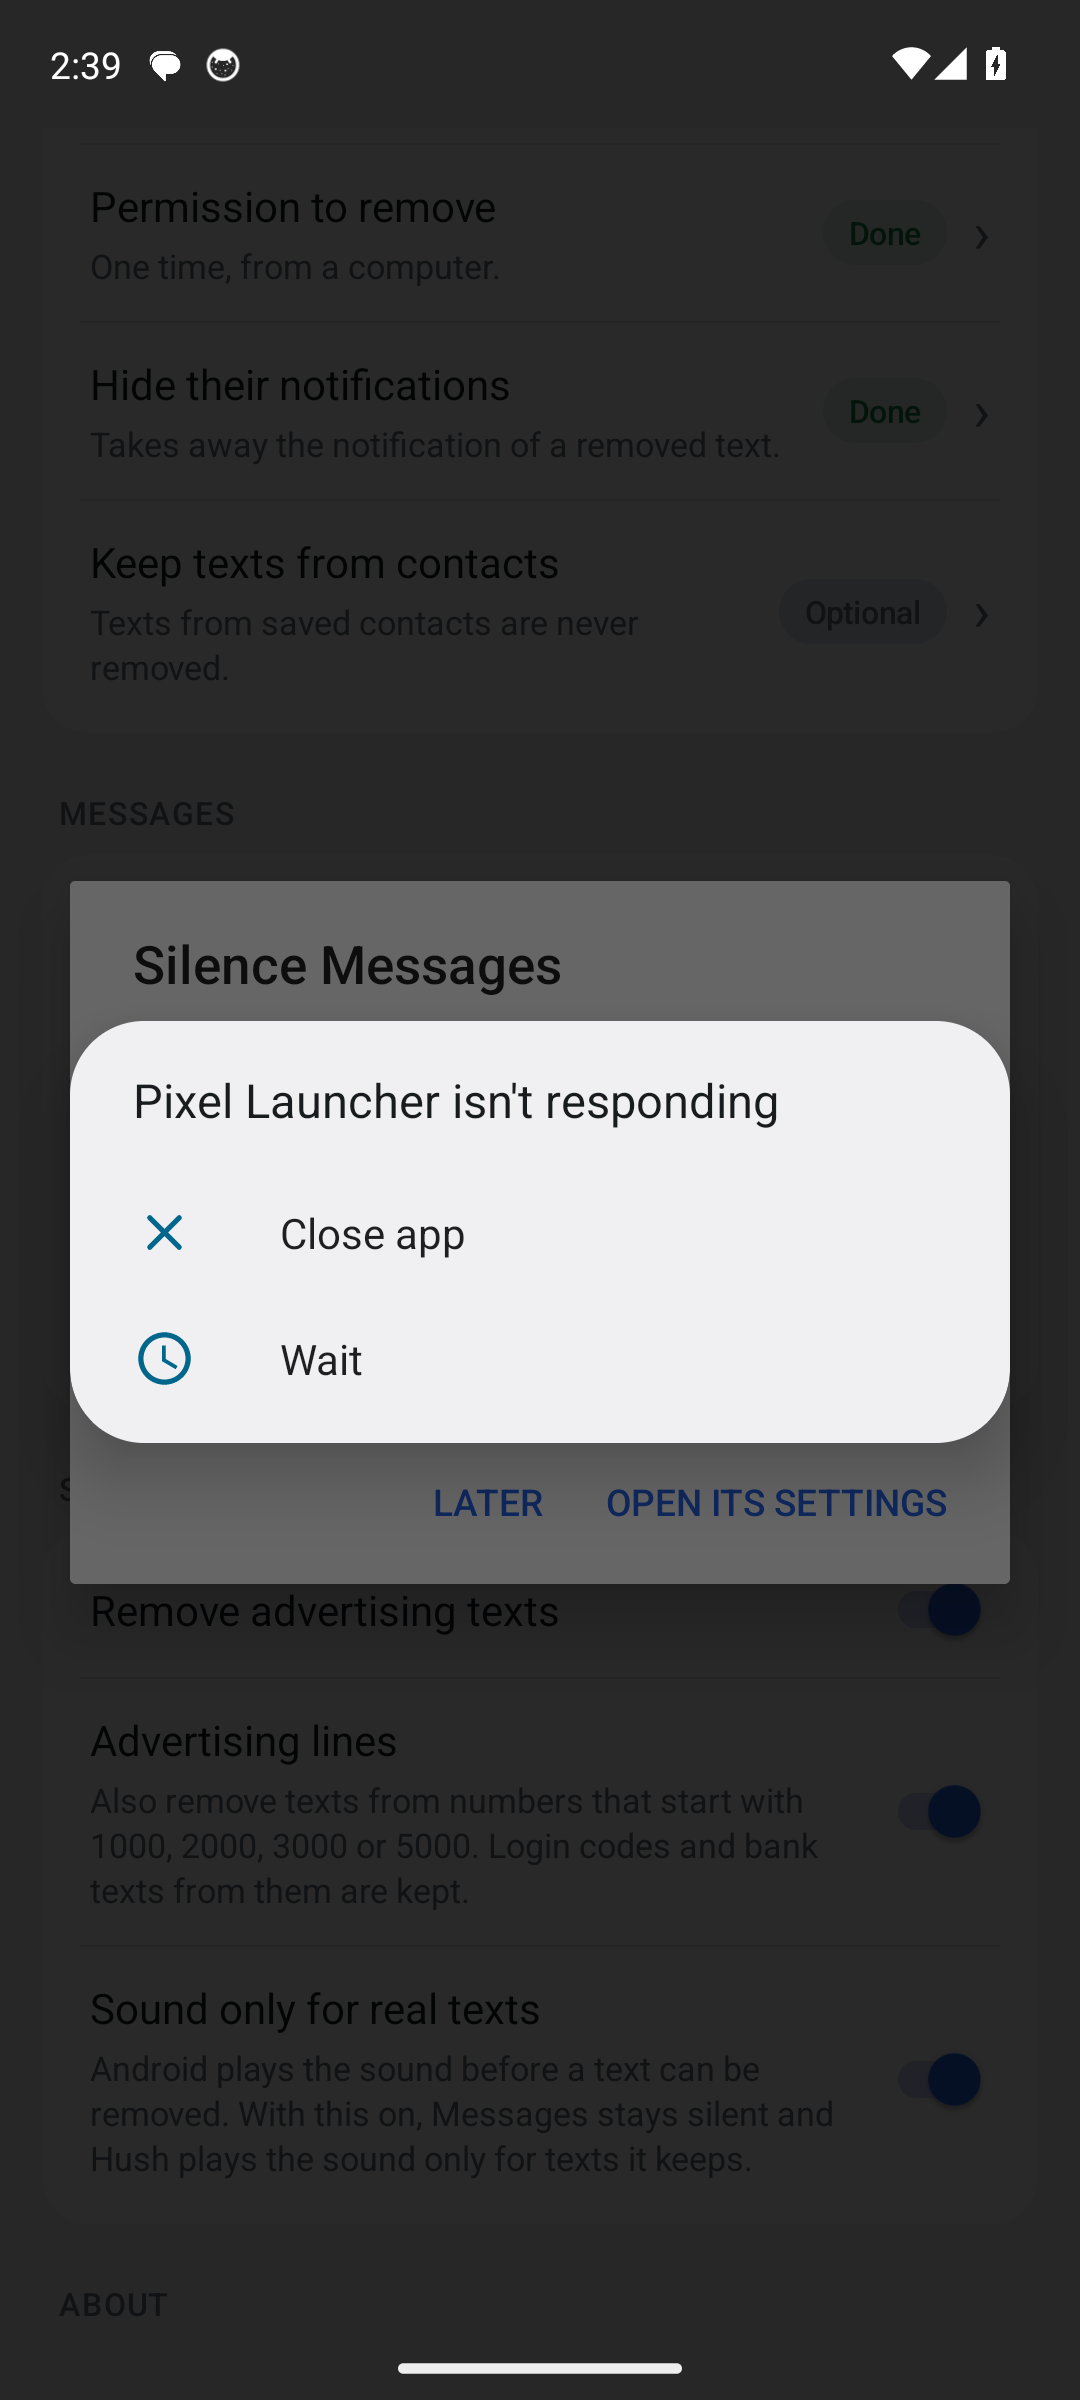 2:39
Permission to remove
One time, from a computer.
Done
Hide their notifications
Takes away the notification of a removed text.
Done
Keep texts from contacts
Texts from saved contacts are never
removed.
Optional
MESSAGES
Silence Messages
Pixel Launcher isn't responding
Close app
Wait
LATER
OPEN ITS SETTINGS
Remove advertising texts
Advertising lines
Also remove texts from numbers that start with
1000, 2000, 3000 or 5000. Login codes and bank
texts from them are kept.
Sound only for real texts
Android plays the sound before a text can be
removed. With this on, Messages stays silent and
Hush plays the sound only for texts it keeps.
ABOUT